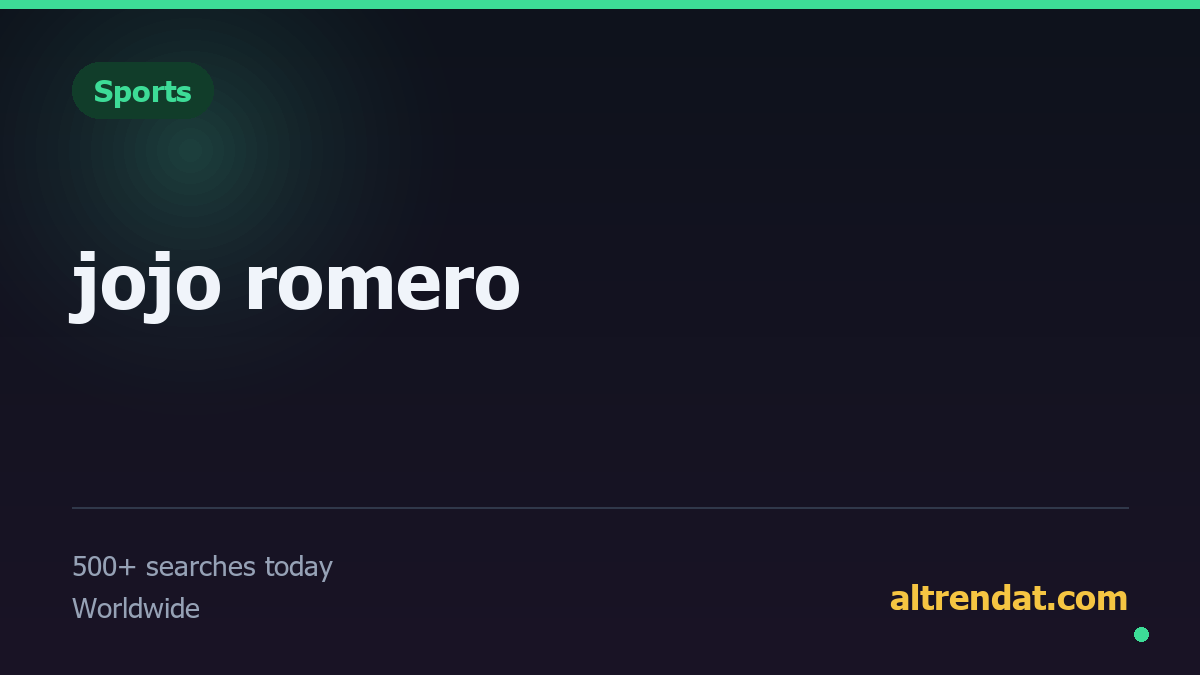 Sports
jojo romero
500+ searches today
Worldwide
altrendat.com